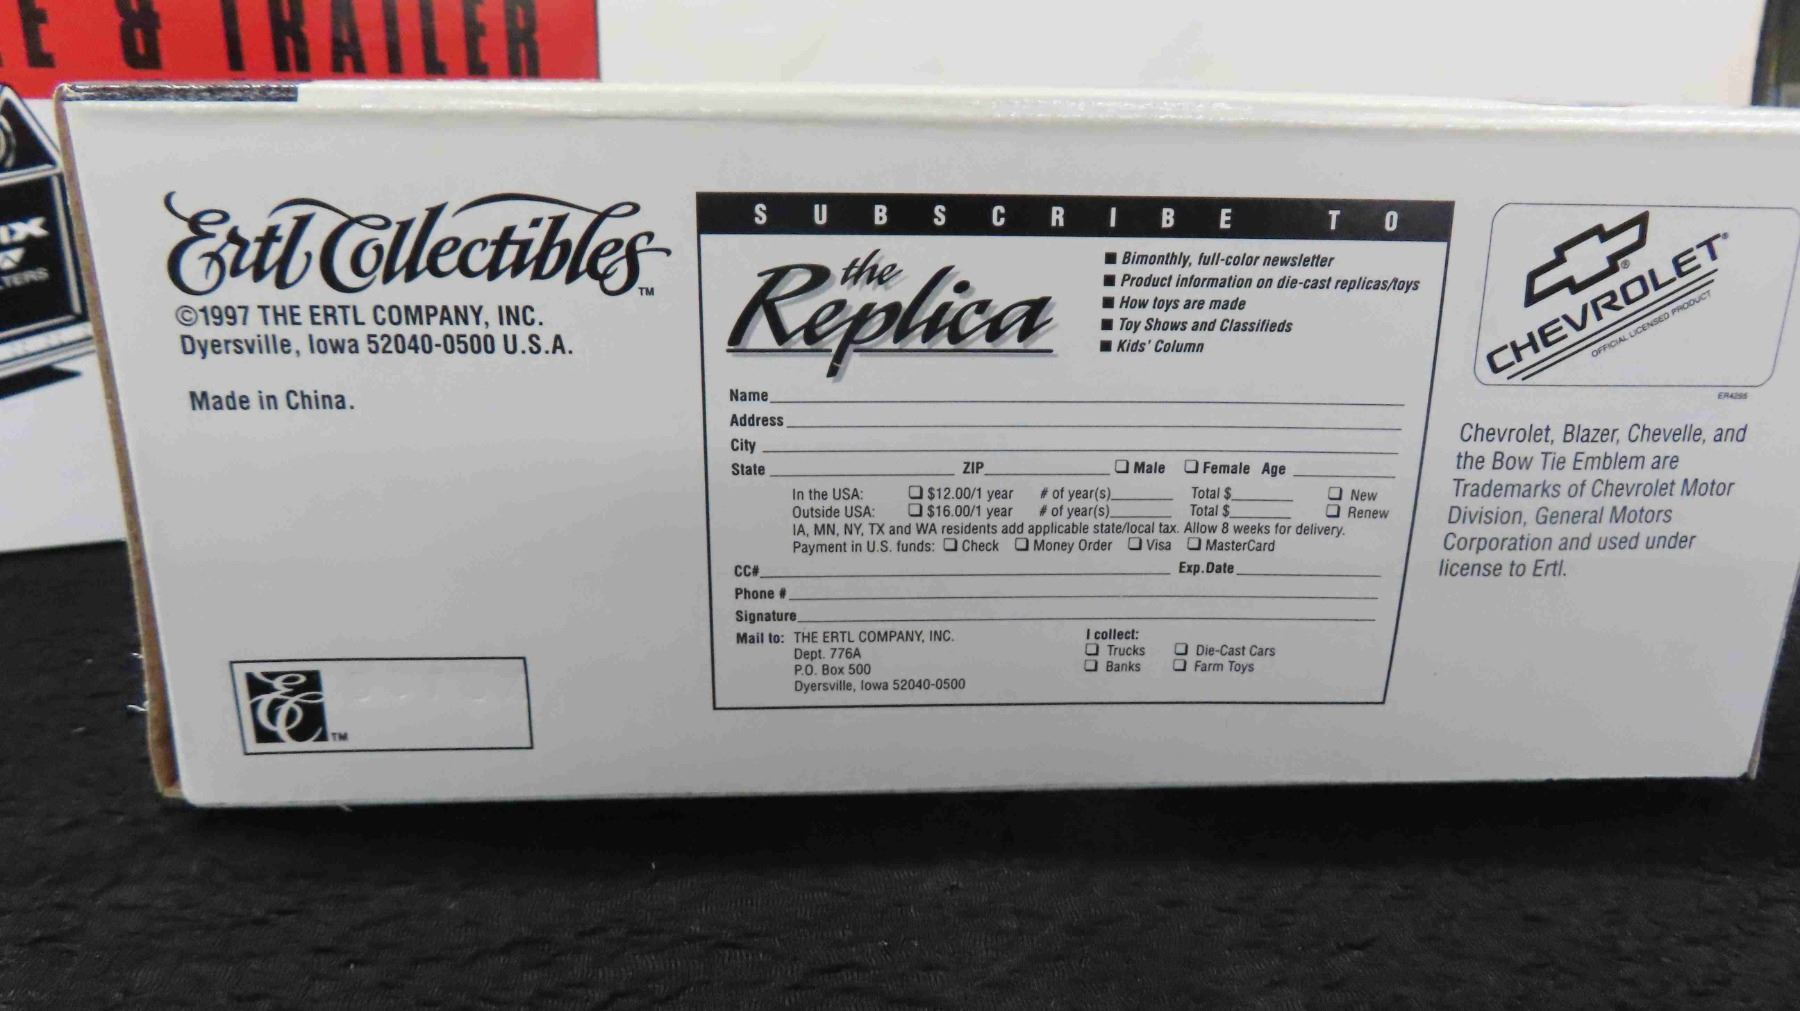 E & TRAILER
IX
TERS
Ertl Collectibles TM
©1997 THE ERTL COMPANY, INC.
Dyersville, Iowa 52040-0500 U.S.A.
Made in China.
TM
SUBSCRIBE TO
the
Replica
■ Bimonthly, full-color newsletter
■ Product information on die-cast replicas/toys
■ How toys are made
■ Toy Shows and Classifieds
■ Kids' Column
Name
Address
City
State ZIP ❏ Male ❏ Female Age
In the USA: ❏ $12.00/1 year # of year(s) Total $ ❏ New
Outside USA: ❏ $16.00/1 year # of year(s) Total $ ❏ Renew
IA, MN, NY, TX and WA residents add applicable state/local tax. Allow 8 weeks for delivery.
Payment in U.S. funds: ❏ Check ❏ Money Order ❏ Visa ❏ MasterCard
CC# Exp.Date
Phone #
Signature
Mail to: THE ERTL COMPANY, INC.
Dept. 776A
P.O. Box 500
Dyersville, Iowa 52040-0500
I collect:
❏ Trucks ❏ Die-Cast Cars
❏ Banks ❏ Farm Toys
®
CHEVROLET®
OFFICIAL LICENSED PRODUCT
ER4295
Chevrolet, Blazer, Chevelle, and
the Bow Tie Emblem are
Trademarks of Chevrolet Motor
Division, General Motors
Corporation and used under
license to Ertl.